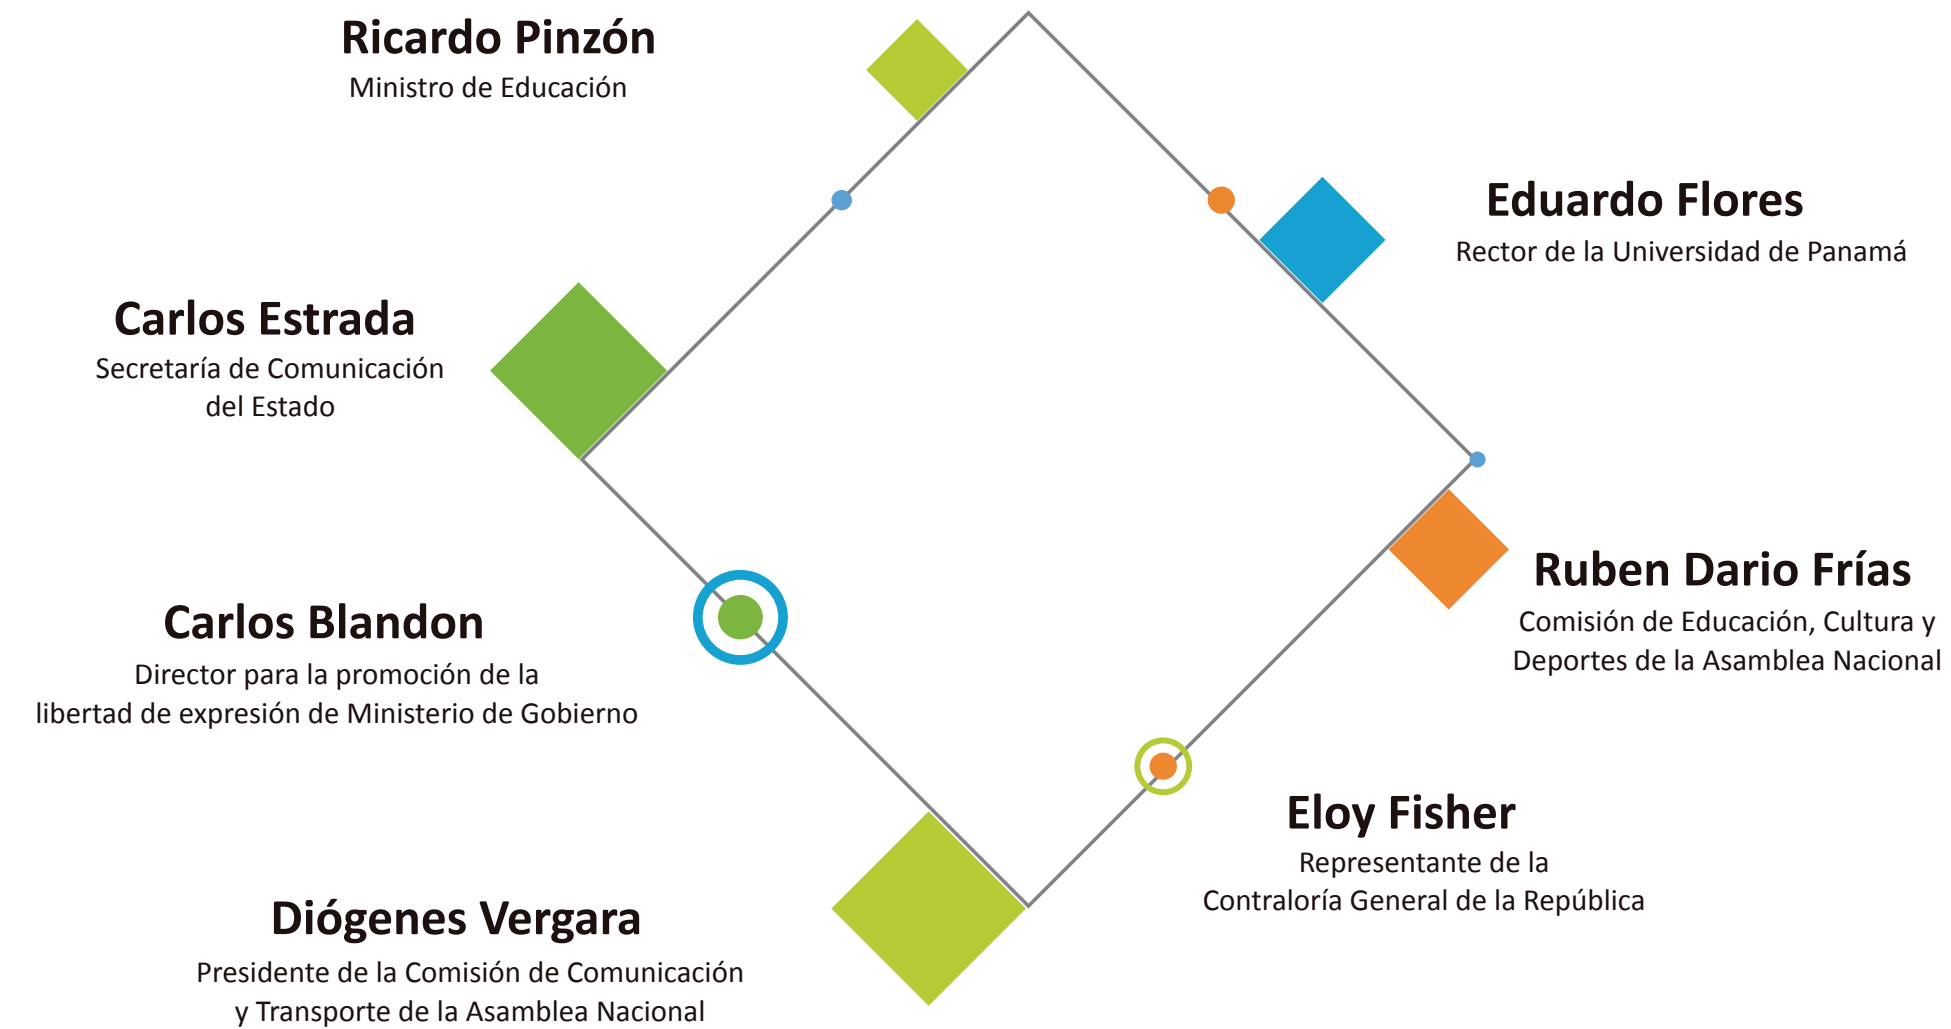 Ricardo Pinzón
Ministro de Educación
Eduardo Flores
Rector de la Universidad de Panamá
Carlos Estrada
Secretaría de Comunicación
del Estado
Ruben Dario Frías
Comisión de Educación, Cultura y
Deportes de la Asamblea Nacional
Carlos Blandon
Director para la promoción de la
libertad de expresión de Ministerio de Gobierno
Eloy Fisher
Representante de la
Contraloría General de la República
Diógenes Vergara
Presidente de la Comisión de Comunicación
y Transporte de la Asamblea Nacional